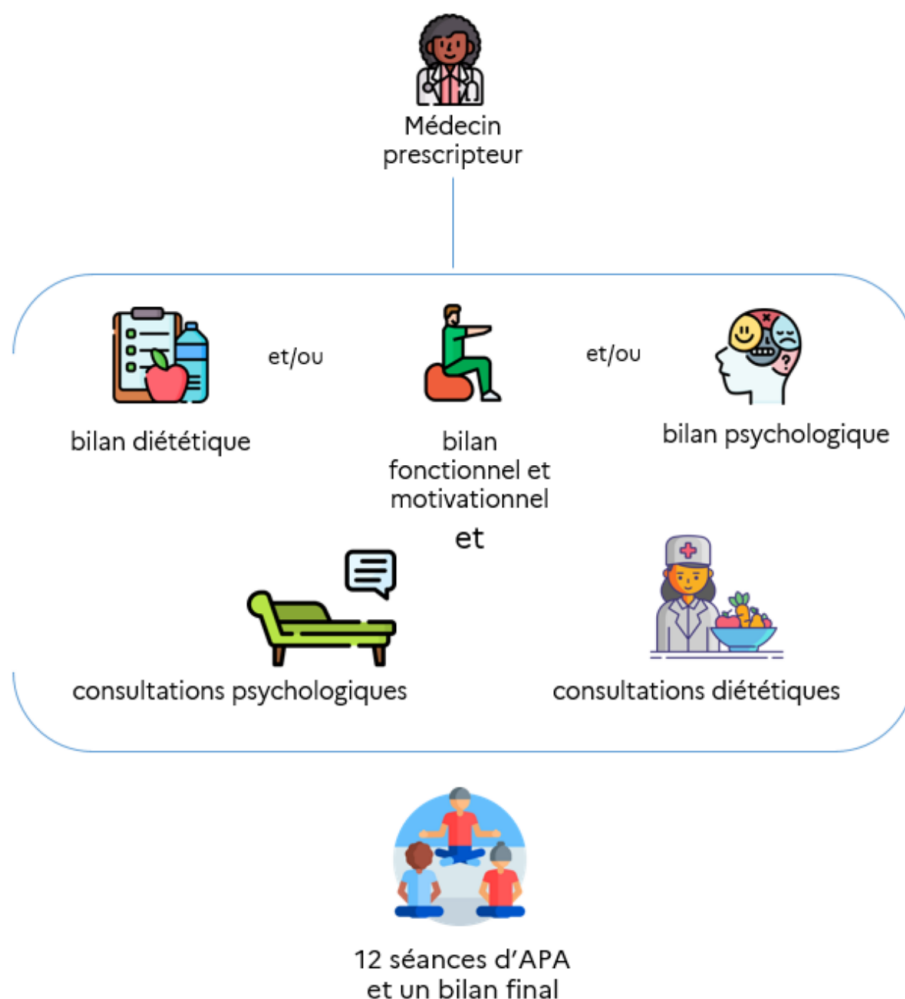 Médecin
prescripteur
et/ou
et/ou
bilan diététique
bilan
fonctionnel et
motivationnel
bilan psychologique
et
consultations psychologiques
consultations diététiques
12 séances d'APA
et un bilan final